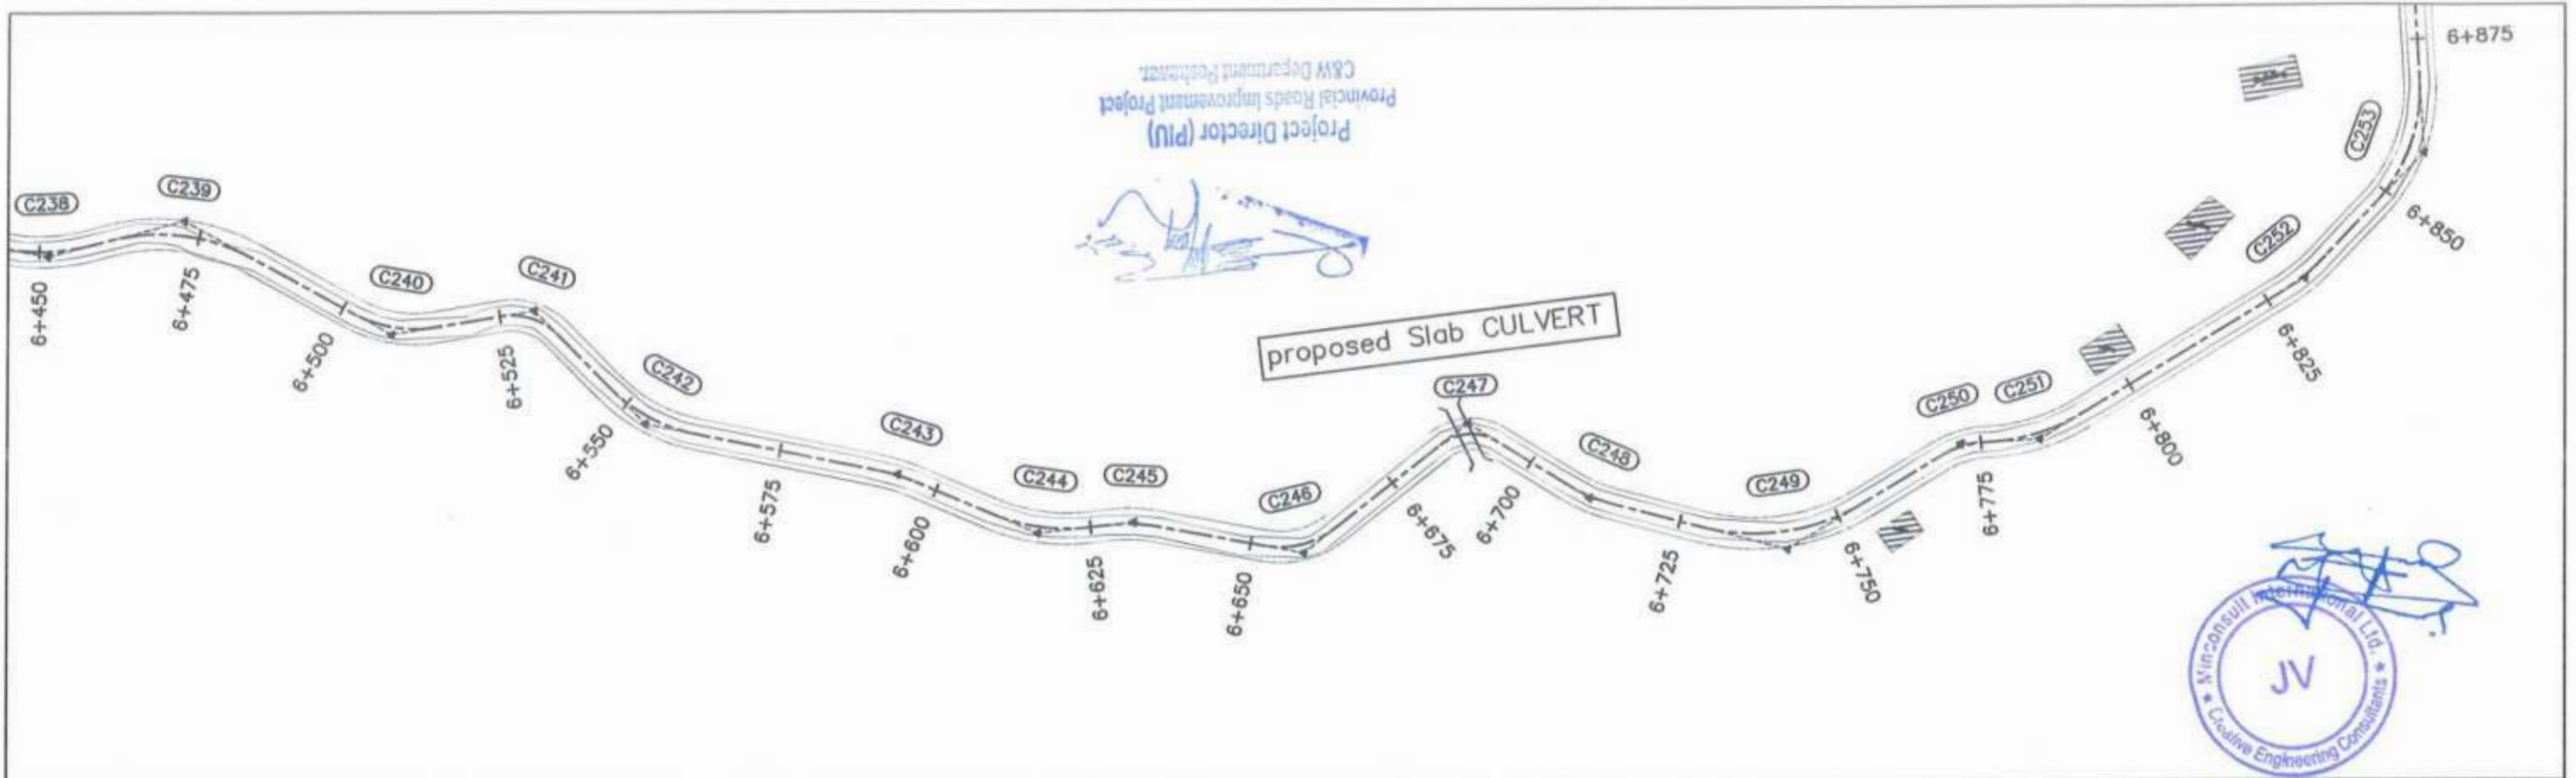 C&W Department Peshawar.
Provincial Roads Improvement Project
Project Director (PIU)
6+875
C253
C239
C238
C252
6+850
C240
C241
6+450
6+475
proposed Slab CULVERT
6+500
6+525
C242
C247
6+825
C250
C251
C243
6+550
6+800
C248
C244
C245
C246
C249
6+575
6+600
6+675
6+700
6+775
6+625
6+650
6+725
6+750
★ Minconsult International Ltd. ★
JV
Creative Engineering Consultants